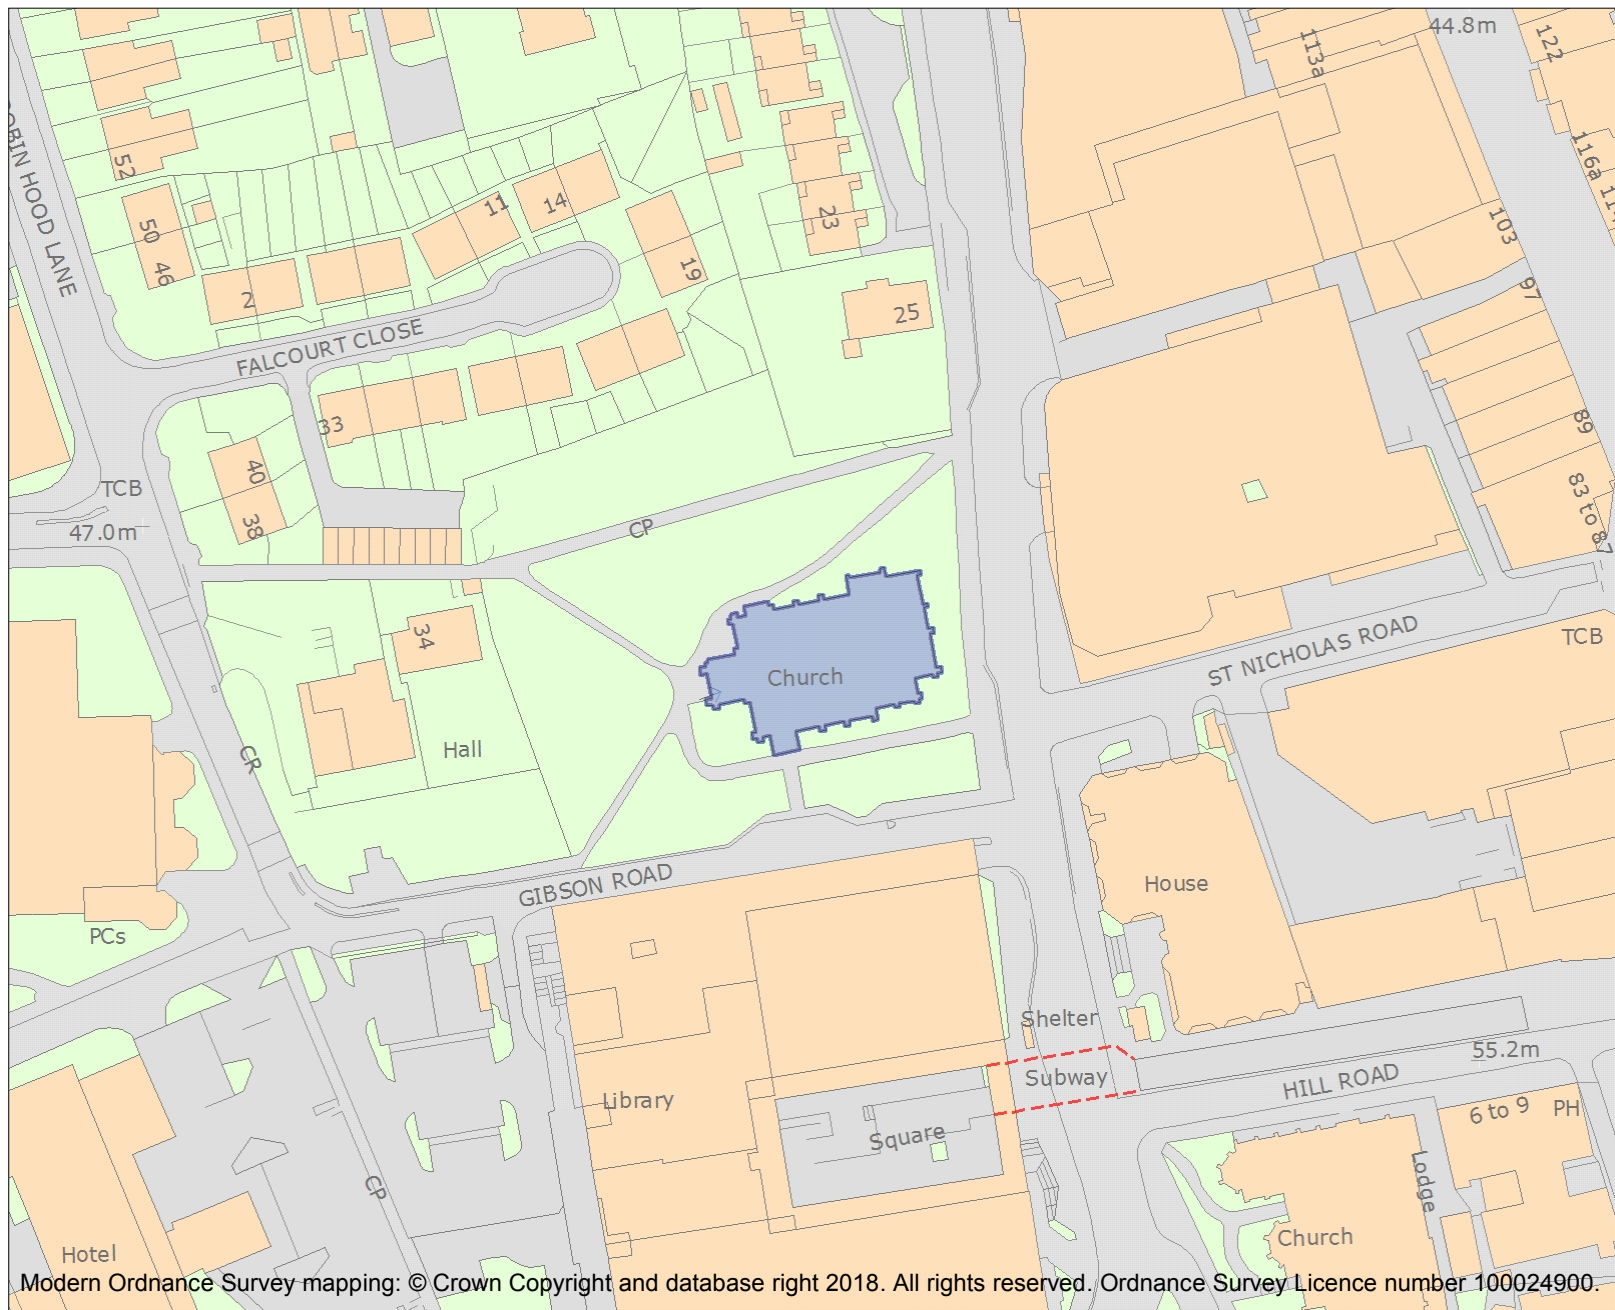 44.8m
122
113a
116a
52
ROBIN HOOD LANE
50
46
11
14
23
19
103
97
2
25
FALCOURT CLOSE
33
89
40
38
TCB
47.0m
CP
83 to 87
34
Church
ST NICHOLAS ROAD
TCB
CR
Hall
GIBSON ROAD
House
PCs
Shelter
Subway
55.2m
HILL ROAD
Library
Square
6 to 9
PH
CP
Lodge
Church
Hotel
Modern Ordnance Survey mapping: © Crown Copyright and database right 2018. All rights reserved. Ordnance Survey Licence number 100024900.